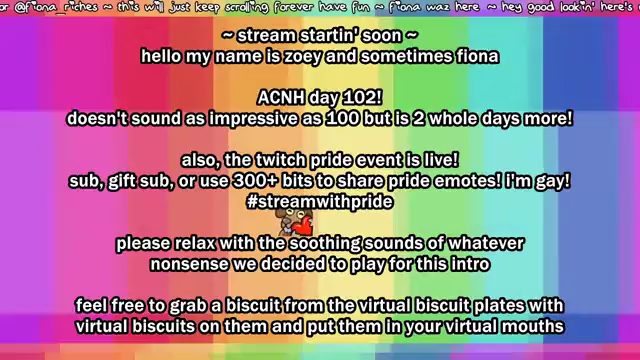 or @fiona_riches ~ this will just keep scrolling forever have fun ~ fiona waz here ~ hey good lookin' here's
~ stream startin' soon ~
hello my name is zoey and sometimes fiona
ACNH day 102!
doesn't sound as impressive as 100 but is 2 whole days more!
also, the twitch pride event is live!
sub, gift sub, or use 300+ bits to share pride emotes! i'm gay!
#streamwithpride
please relax with the soothing sounds of whatever
nonsense we decided to play for this intro
feel free to grab a biscuit from the virtual biscuit plates with
virtual biscuits on them and put them in your virtual mouths